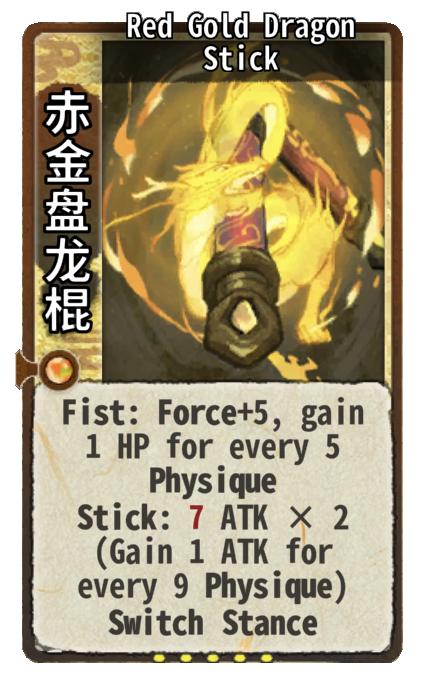 Red Gold Dragon
Stick
赤金盘龙棍
Fist: Force+5, gain
1 HP for every 5
Physique
Stick: 7 ATK × 2
(Gain 1 ATK for
every 9 Physique)
Switch Stance